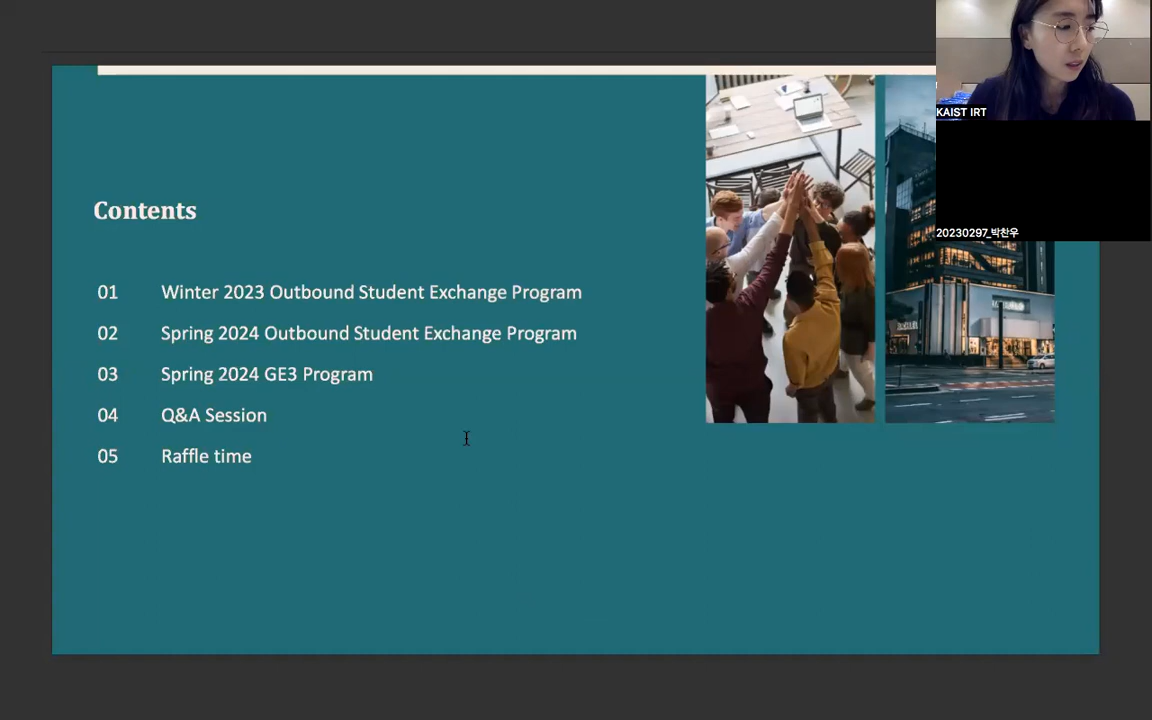 Contents
01 Winter 2023 Outbound Student Exchange Program
02 Spring 2024 Outbound Student Exchange Program
03 Spring 2024 GE3 Program
04 Q&A Session
05 Raffle time
KAIST IRT
20230297_박찬우